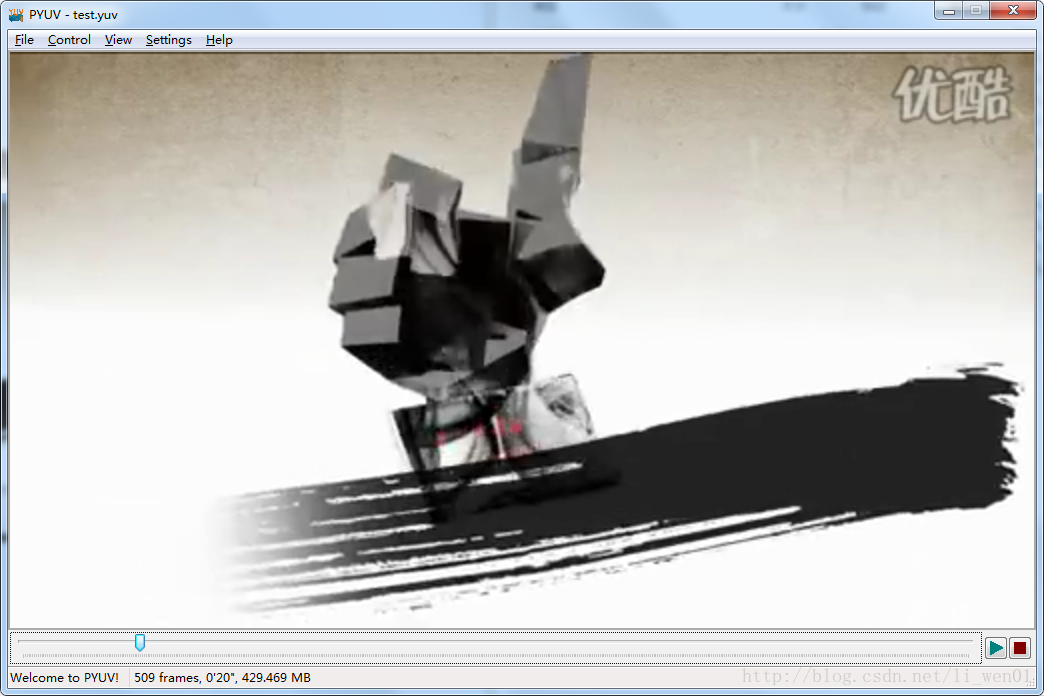 PYUV - test.yuv
File Control View Settings Help
优酷
Welcome to PYUV! 509 frames, 0'20", 429.469 MB
http://blog.csdn.net/li_wen01